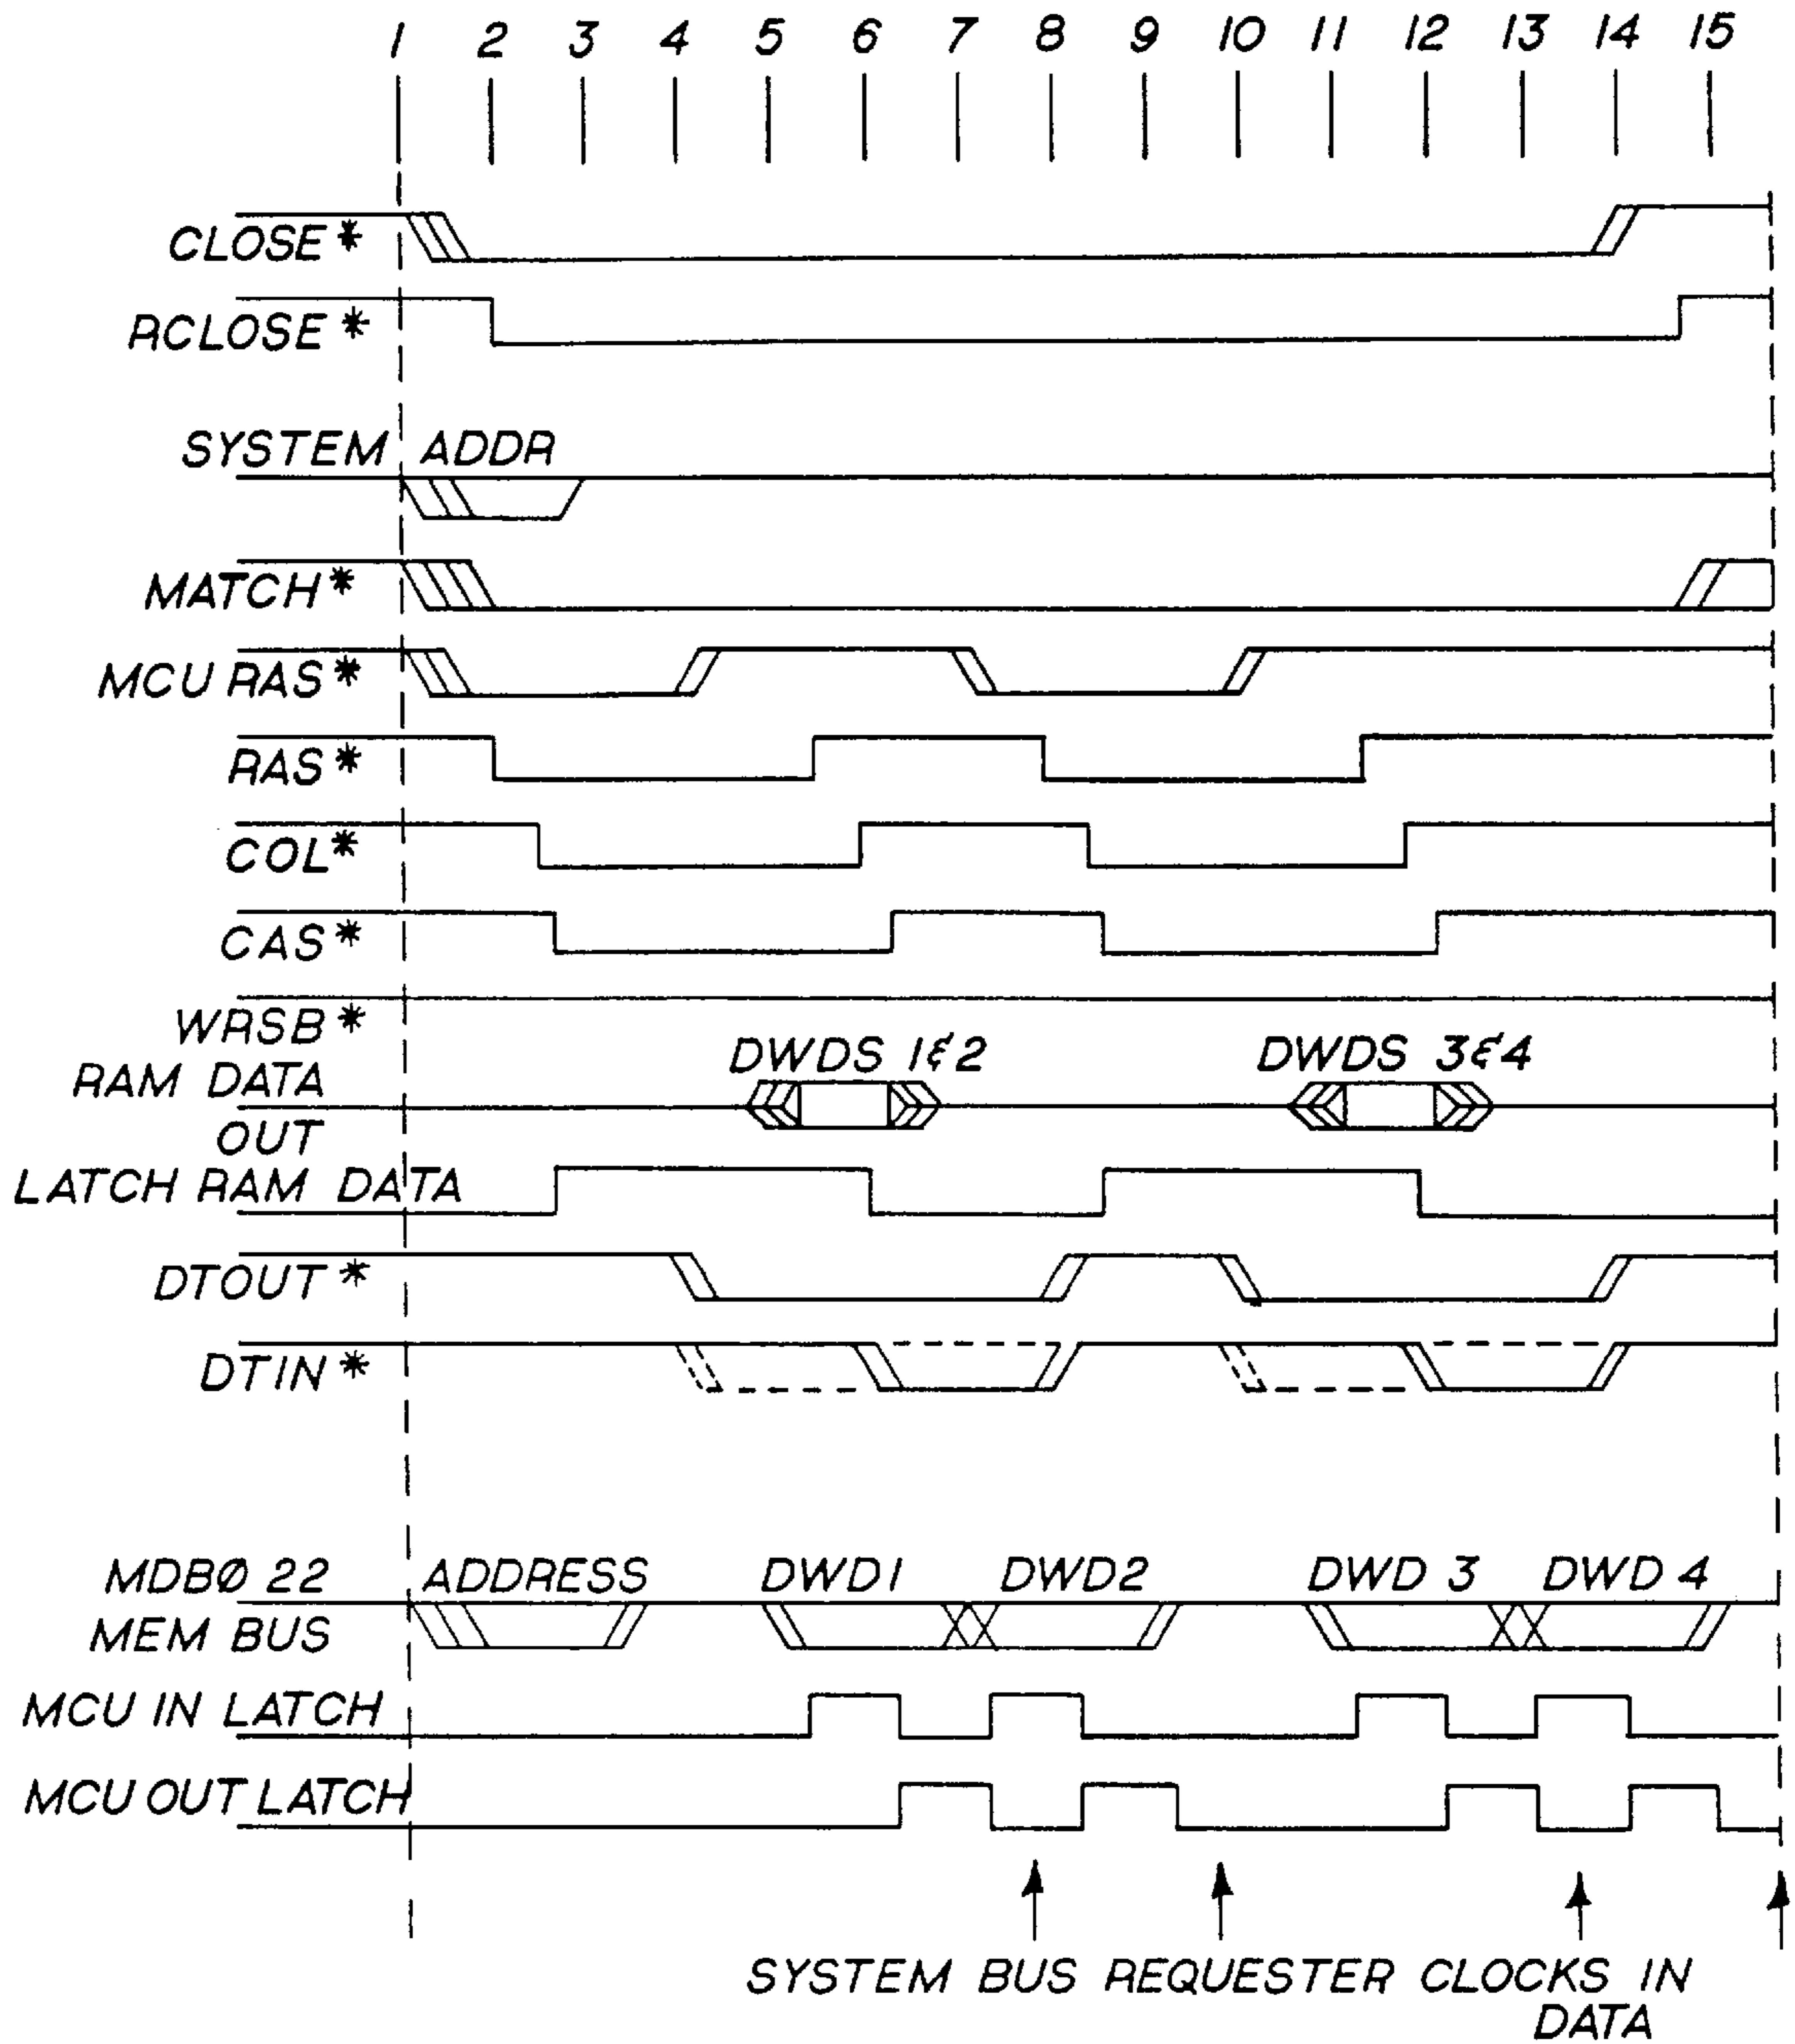 1 2 3 4 5 6 7 8 9 10 11 12 13 14 15
CLOSE*
RCLOSE*
SYSTEM ADDR
MATCH*
MCU RAS*
RAS*
COL*
CAS*
WRSB*
DWDS 1&2 DWDS 3&4
RAM DATA
OUT
LATCH RAM DATA
DTOUT*
DTIN*
MDBØ 22 ADDRESS DWD1 DWD2 DWD 3 DWD 4
MEM BUS
MCU IN LATCH
MCU OUT LATCH
SYSTEM BUS REQUESTER CLOCKS IN
DATA